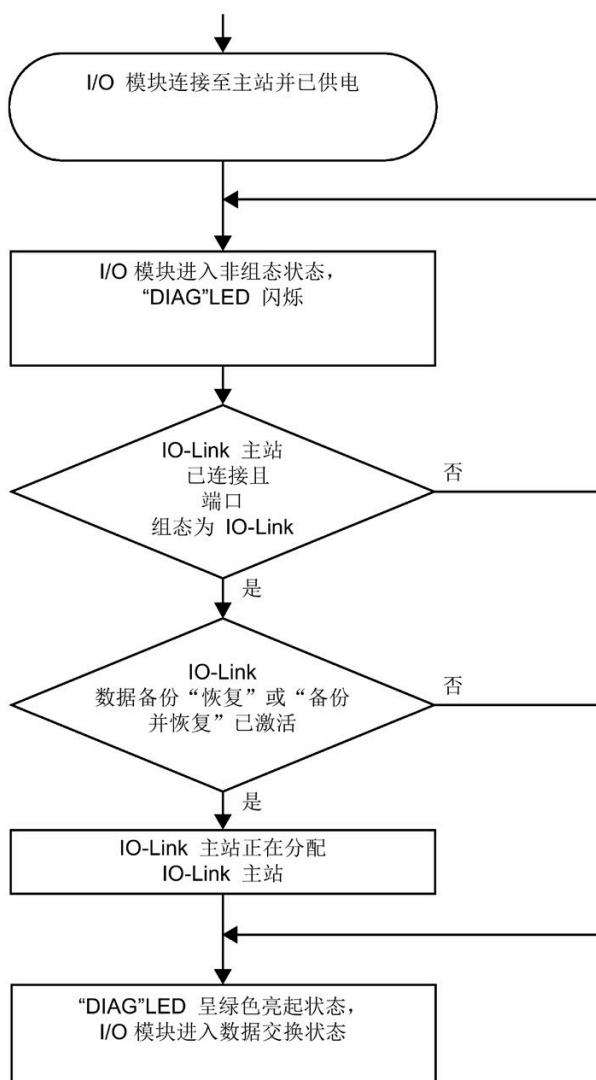 I/O 模块连接至主站并已供电
I/O 模块进入非组态状态，
“DIAG”LED 闪烁
IO-Link 主站
已连接且
端口
组态为 IO-Link
否
是
IO-Link
数据备份“恢复”或“备份
并恢复”已激活
否
是
IO-Link 主站正在分配
IO-Link 主站
“DIAG”LED 呈绿色亮起状态，
I/O 模块进入数据交换状态